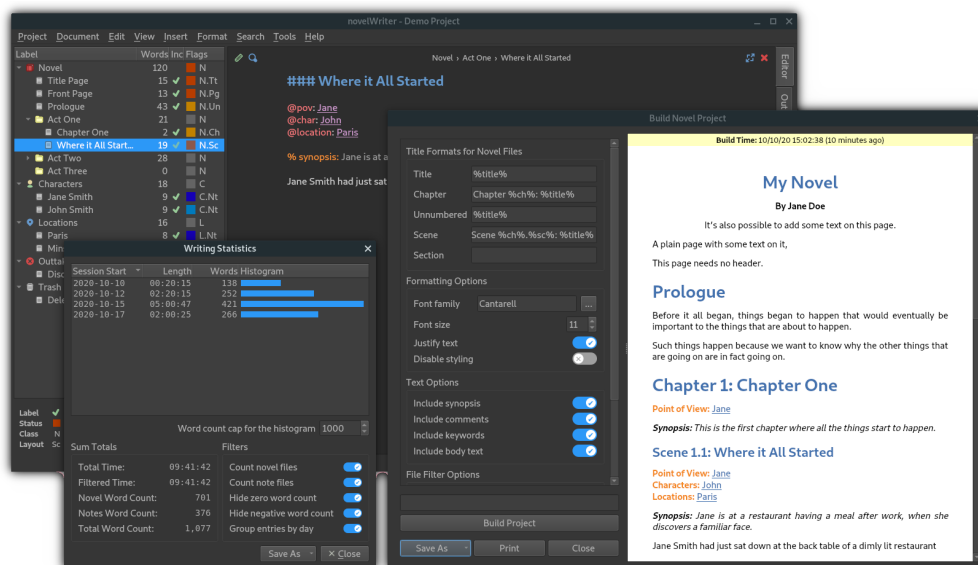 novelWriter - Demo Project
Project Document Edit View Insert Format Search Tools Help
Label Words Inc Flags
Novel 120 N
Title Page 15 N.Tt
Front Page 13 N.Pg
Prologue 43 N.Un
Act One 21 N
Chapter One 2 N.Ch
Where it All Start... 19 N.Sc
Act Two 28 N
Act Three 0 N
Characters 18 C
Jane Smith 9 C.Nt
John Smith 9 C.Nt
Locations 16 L
Paris 8 L.Nt
Outta
Disc
Trash
Dele
Label
Status
Class N
Layout Sc
Novel › Act One › Where it All Started
### Where it All Started
@pov: Jane
@char: John
@location: Paris
% synopsis: Jane is at a
Jane Smith had just sat
Editor
Out
Writing Statistics
Session Start Length Words Histogram
2020-10-10 00:20:15 138
2020-10-12 02:20:15 252
2020-10-15 05:00:47 421
2020-10-17 02:00:25 266
Word count cap for the histogram 1000
Sum Totals
Total Time: 09:41:42
Filtered Time: 09:41:42
Novel Word Count: 701
Notes Word Count: 376
Total Word Count: 1,077
Filters
Count novel files
Count note files
Hide zero word count
Hide negative word count
Group entries by day
Save As Close
Build Novel Project
Title Formats for Novel Files
Title %title%
Chapter Chapter %ch%: %title%
Unnumbered %title%
Scene Scene %ch%.%sc%: %title%
Section
Formatting Options
Font family Cantarell ...
Font size 11
Justify text
Disable styling
Text Options
Include synopsis
Include comments
Include keywords
Include body text
File Filter Options
Build Project
Save As Print Close
Build Time: 10/10/20 15:02:38 (10 minutes ago)
My Novel
By Jane Doe
It's also possible to add some text on this page.
A plain page with some text on it,
This page needs no header.
Prologue
Before it all began, things began to happen that would eventually be
important to the things that are about to happen.
Such things happen because we want to know why the other things that
are going on are in fact going on.
Chapter 1: Chapter One
Point of View: Jane
Synopsis: This is the first chapter where all the things start to happen.
Scene 1.1: Where it All Started
Point of View: Jane
Characters: John
Locations: Paris
Synopsis: Jane is at a restaurant having a meal after work, when she
discovers a familiar face.
Jane Smith had just sat down at the back table of a dimly lit restaurant